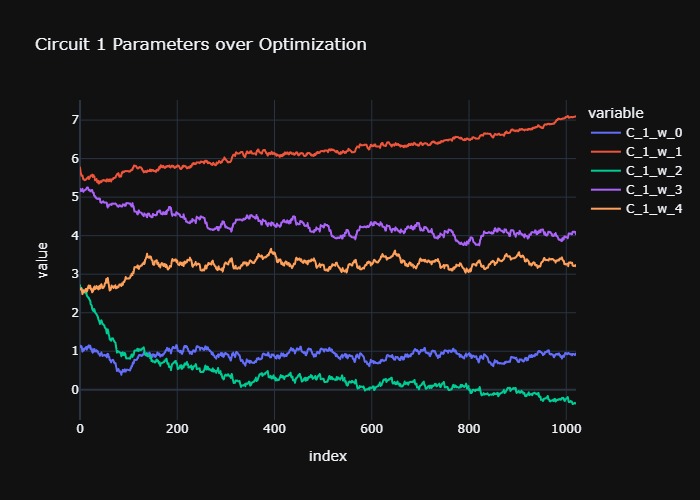 Circuit 1 Parameters over Optimization
variable
C_1_w_0
C_1_w_1
C_1_w_2
C_1_w_3
C_1_w_4
value
7
6
5
4
3
2
1
0
0 200 400 600 800 1000
index